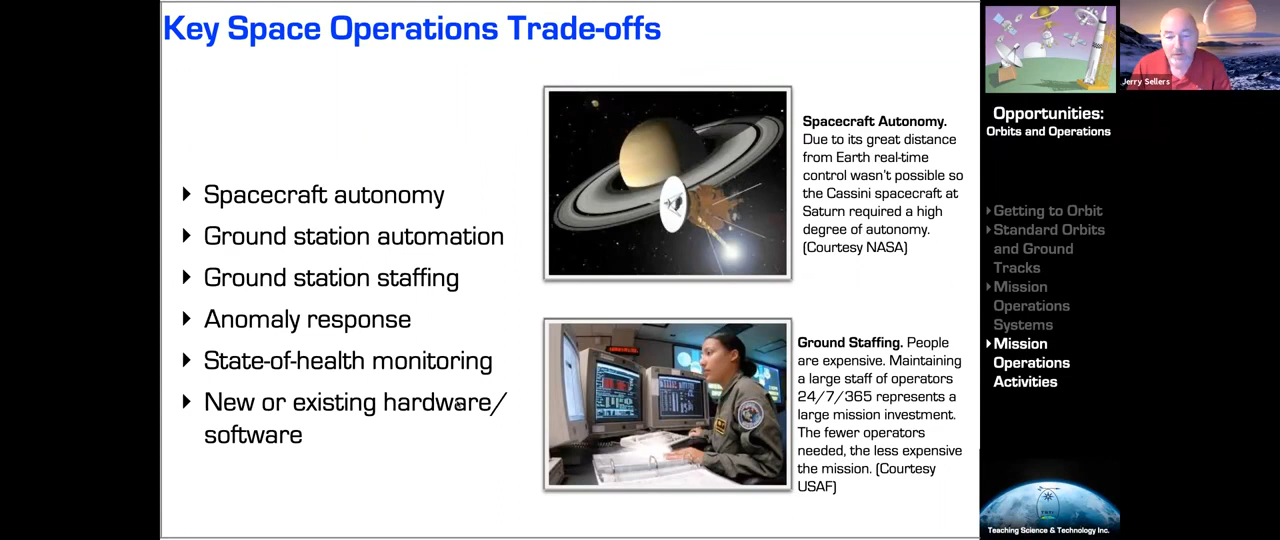 Key Space Operations Trade-offs
Spacecraft autonomy
Ground station automation
Ground station staffing
Anomaly response
State-of-health monitoring
New or existing hardware/
software
Spacecraft Autonomy.
Due to its great distance
from Earth real-time
control wasn't possible so
the Cassini spacecraft at
Saturn required a high
degree of autonomy.
(Courtesy NASA)
Ground Staffing. People
are expensive. Maintaining
a large staff of operators
24/7/365 represents a
large mission investment.
The fewer operators
needed, the less expensive
the mission. (Courtesy
USAF)
Jerry Sellers
Opportunities:
Orbits and Operations
Getting to Orbit
Standard Orbits
and Ground
Tracks
Mission
Operations
Systems
Mission
Operations
Activities
Teaching Science & Technology Inc.